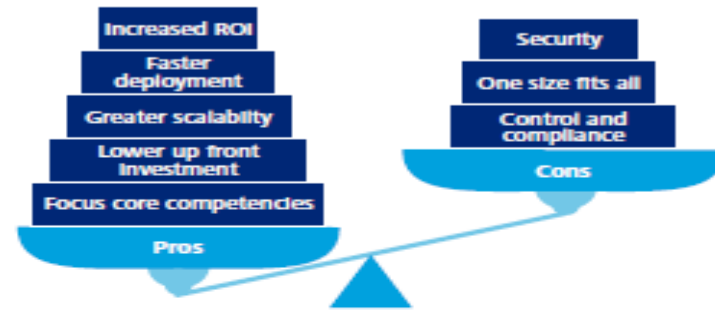 Increased ROI
Faster
deployment
Greater scalability
Lower up front
investment
Focus core competencies
Pros
Security
One size fits all
Control and
compliance
Cons